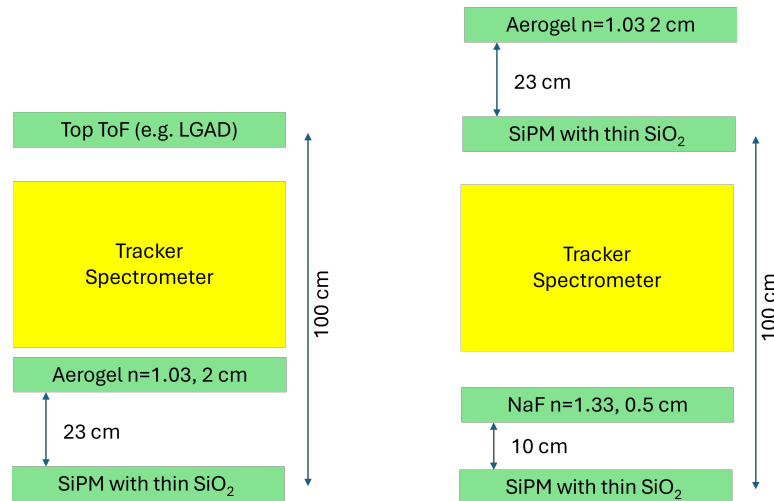 Top ToF (e.g. LGAD)
Tracker
Spectrometer
100 cm
Aerogel n=1.03, 2 cm
23 cm
SiPM with thin SiO₂
Aerogel n=1.03 2 cm
23 cm
SiPM with thin SiO₂
Tracker
Spectrometer
100 cm
NaF n=1.33, 0.5 cm
10 cm
SiPM with thin SiO₂